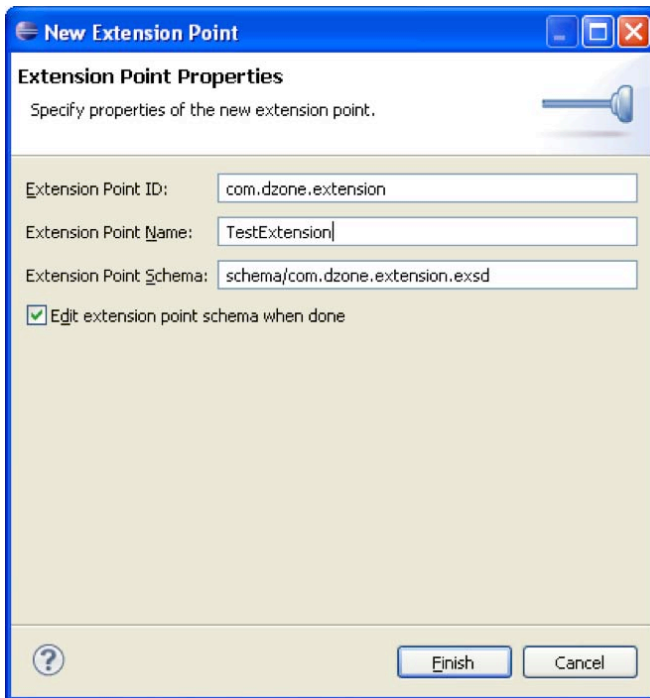 New Extension Point
Extension Point Properties
Specify properties of the new extension point.
Extension Point ID: com.dzone.extension
Extension Point Name: TestExtension
Extension Point Schema: schema/com.dzone.extension.exsd
Edit extension point schema when done
?
Finish Cancel